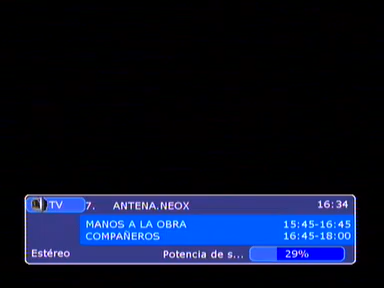 TV 7. ANTENA.NEOX 16:34
MANOS A LA OBRA 15:45-16:45
COMPAÑEROS 16:45-18:00
Estéreo Potencia de s... 29%